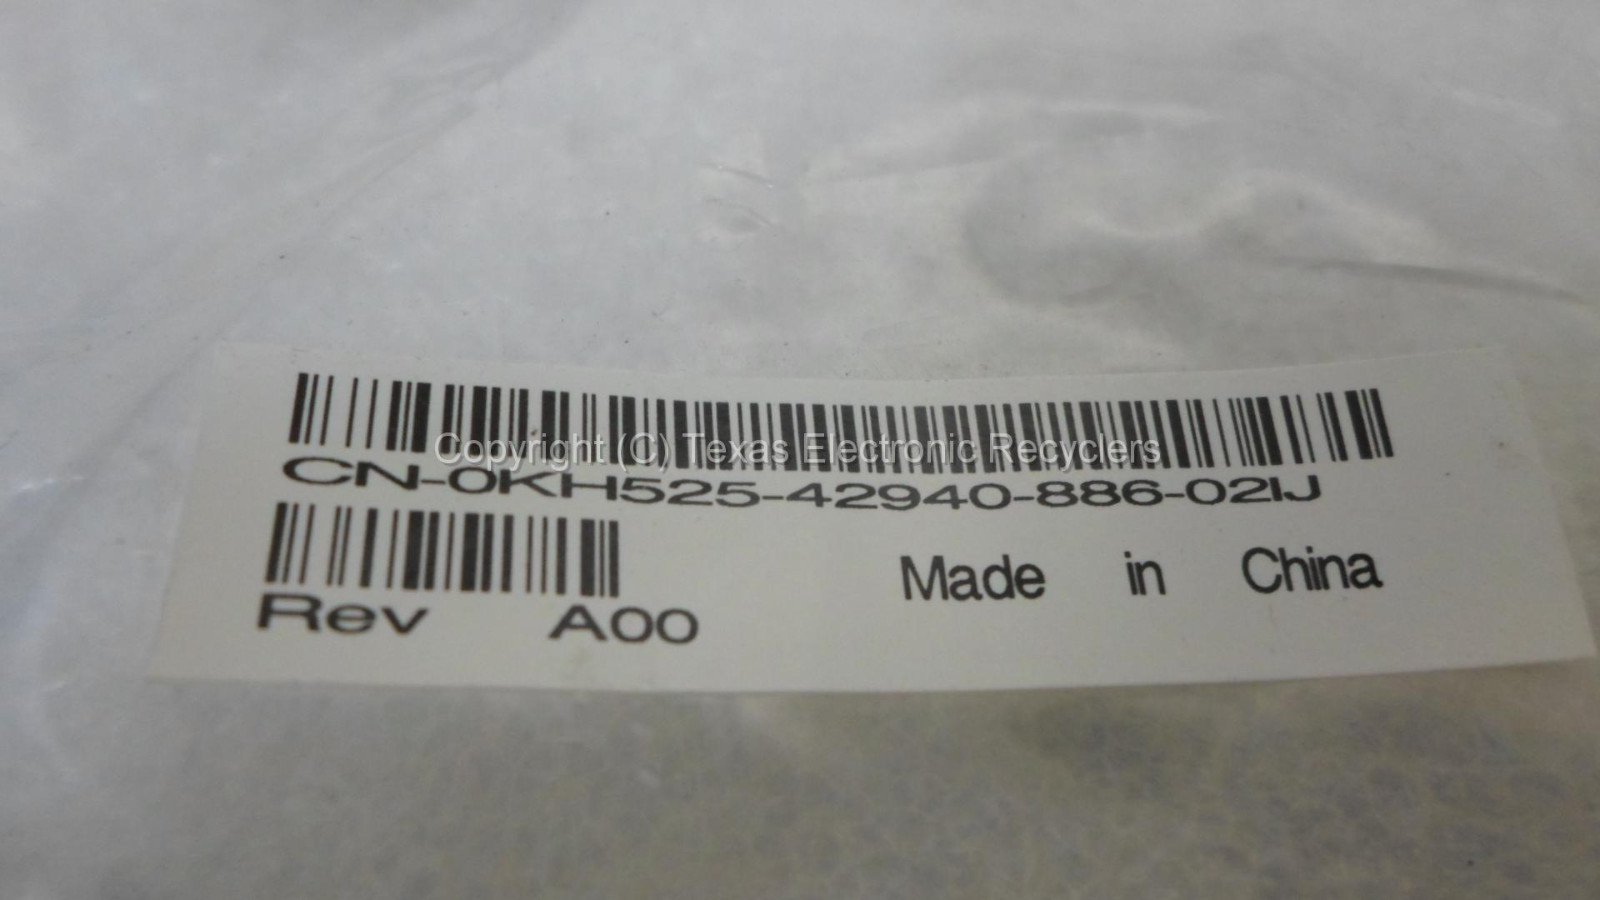 Copyright (C) Texas Electronic Recyclers
CN-0KH525-42940-886-02IJ
Rev A00
Made in China